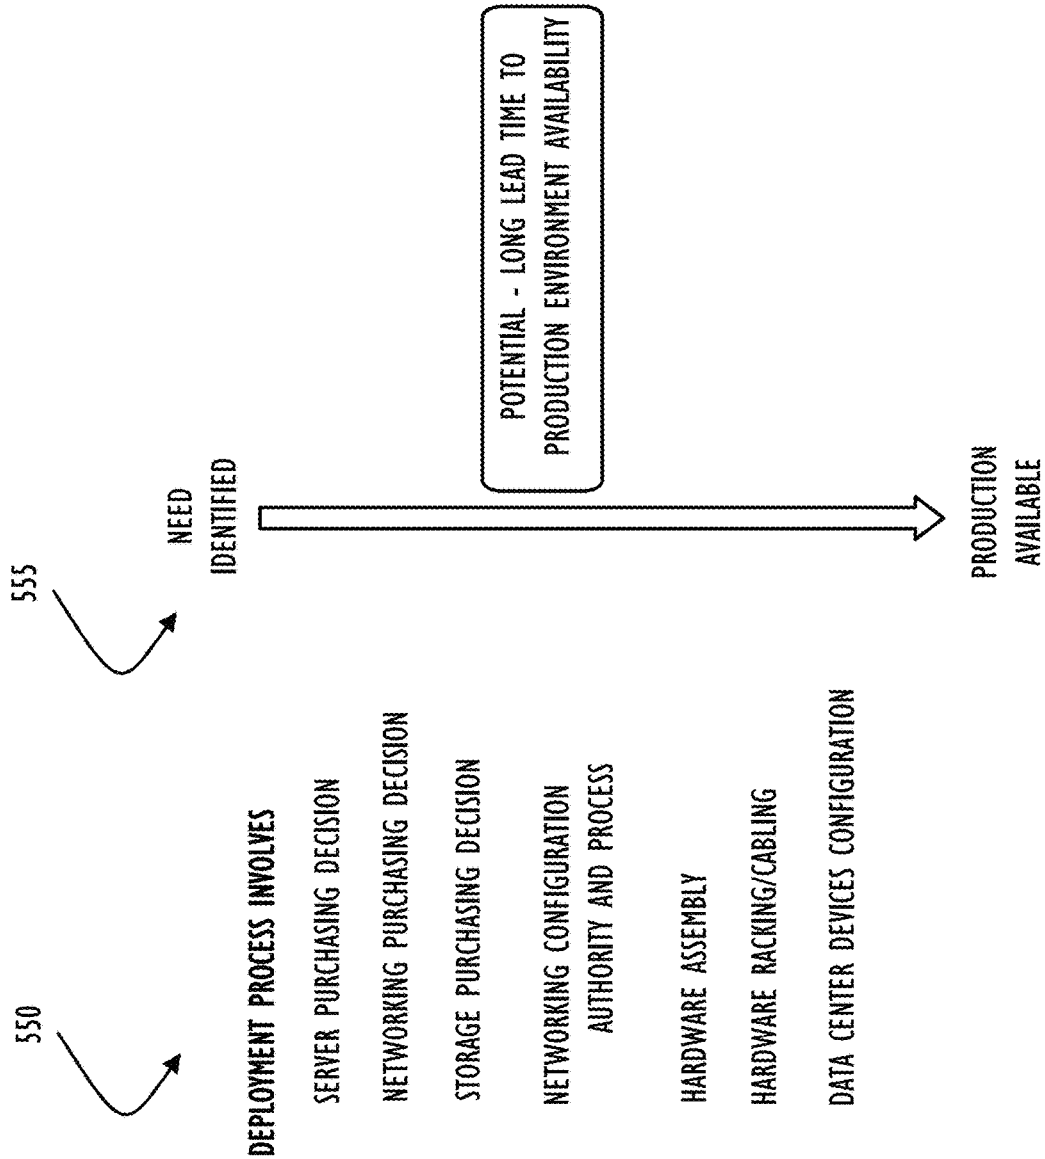 550
DEPLOYMENT PROCESS INVOLVES
SERVER PURCHASING DECISION
NETWORKING PURCHASING DECISION
STORAGE PURCHASING DECISION
NETWORKING CONFIGURATION
AUTHORITY AND PROCESS
HARDWARE ASSEMBLY
HARDWARE RACKING/CABLING
DATA CENTER DEVICES CONFIGURATION
555
NEED
IDENTIFIED
POTENTIAL - LONG LEAD TIME TO
PRODUCTION ENVIRONMENT AVAILABILITY
PRODUCTION
AVAILABLE